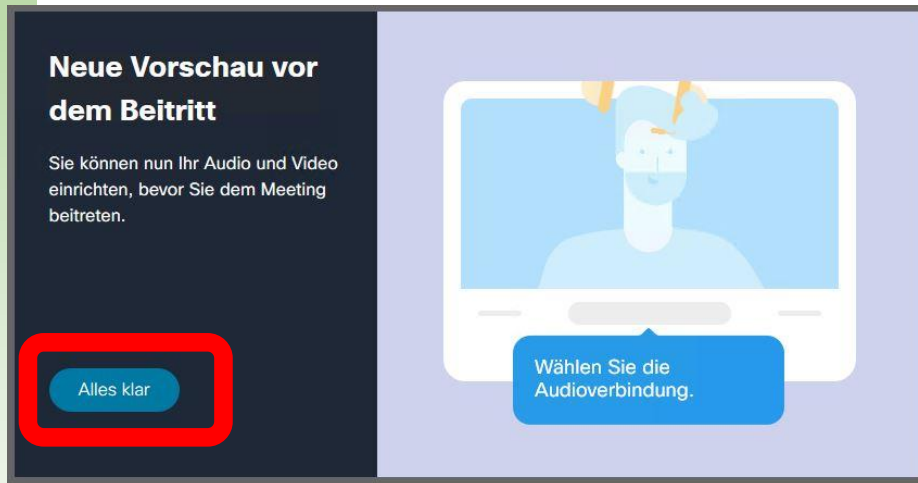 Neue Vorschau vor
dem Beitritt
Sie können nun Ihr Audio und Video
einrichten, bevor Sie dem Meeting
beitreten.
Alles klar
Wählen Sie die
Audioverbindung.